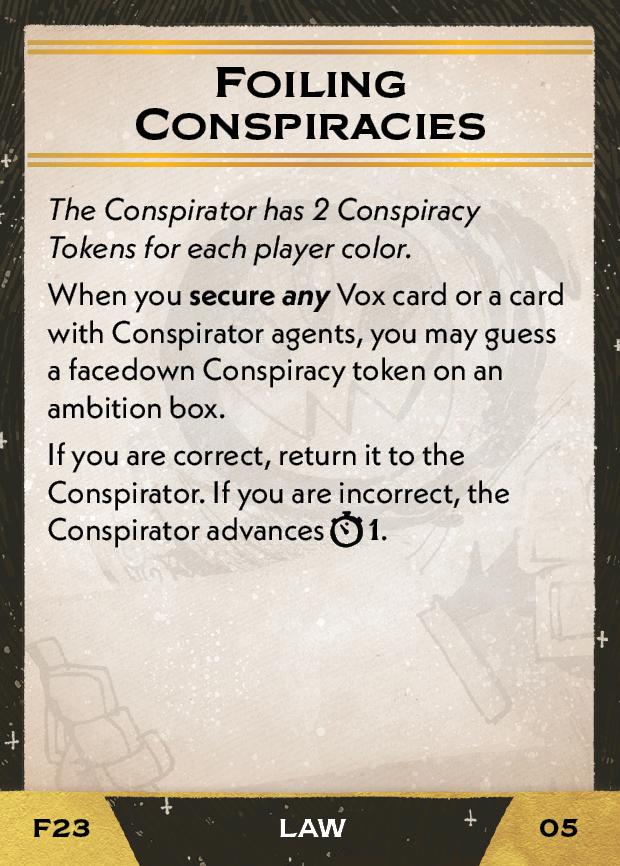 Foiling
Conspiracies
The Conspirator has 2 Conspiracy
Tokens for each player color.
When you secure any Vox card or a card
with Conspirator agents, you may guess
a facedown Conspiracy token on an
ambition box.
If you are correct, return it to the
Conspirator. If you are incorrect, the
Conspirator advances 1.
F23 LAW 05